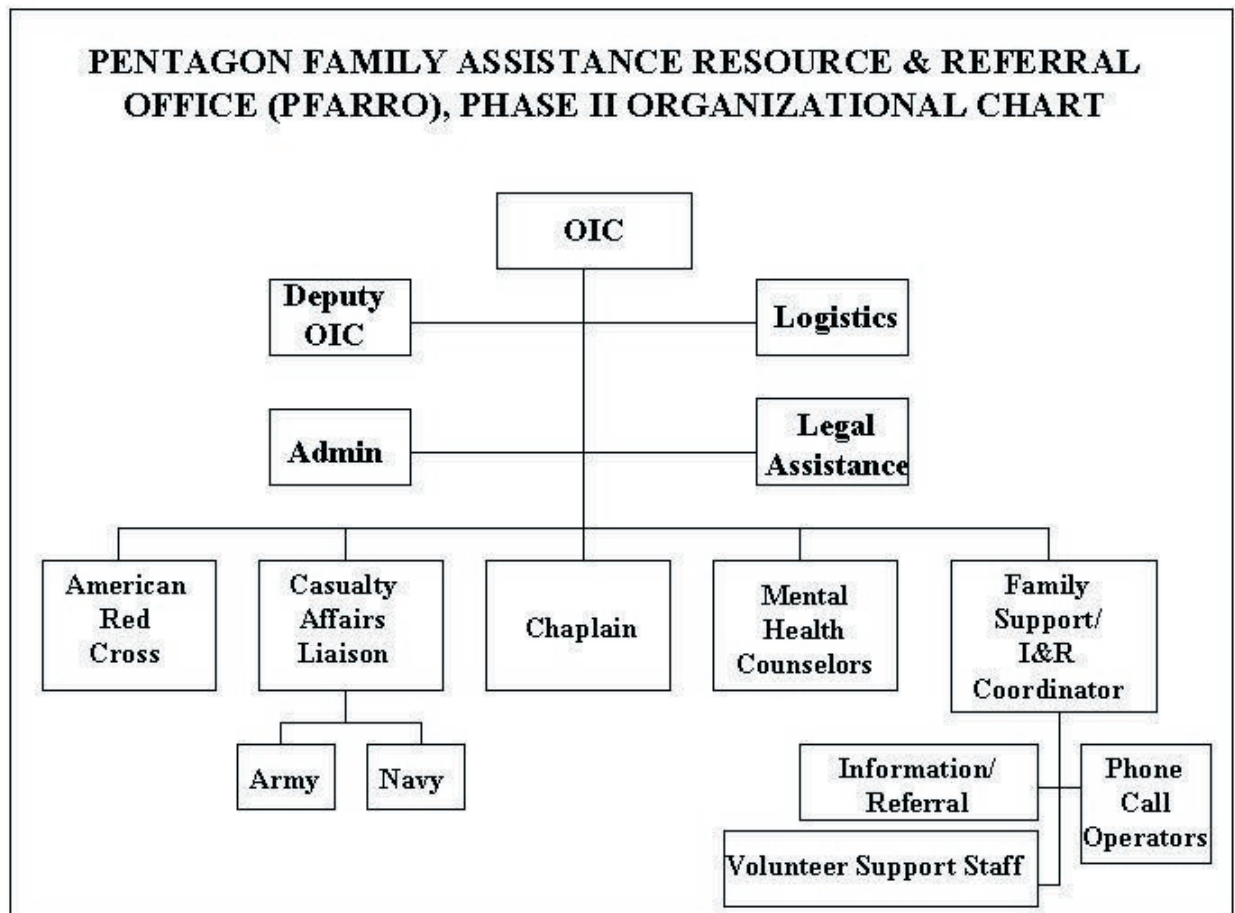 PENTAGON FAMILY ASSISTANCE RESOURCE & REFERRAL
OFFICE (PFARRO), PHASE II ORGANIZATIONAL CHART
OIC
Deputy
OIC
Logistics
Admin
Legal
Assistance
American
Red
Cross
Casualty
Affairs
Liaison
Chaplain
Mental
Health
Counselors
Family
Support/
I&R
Coordinator
Army
Navy
Information/
Referral
Phone
Call
Operators
Volunteer Support Staff